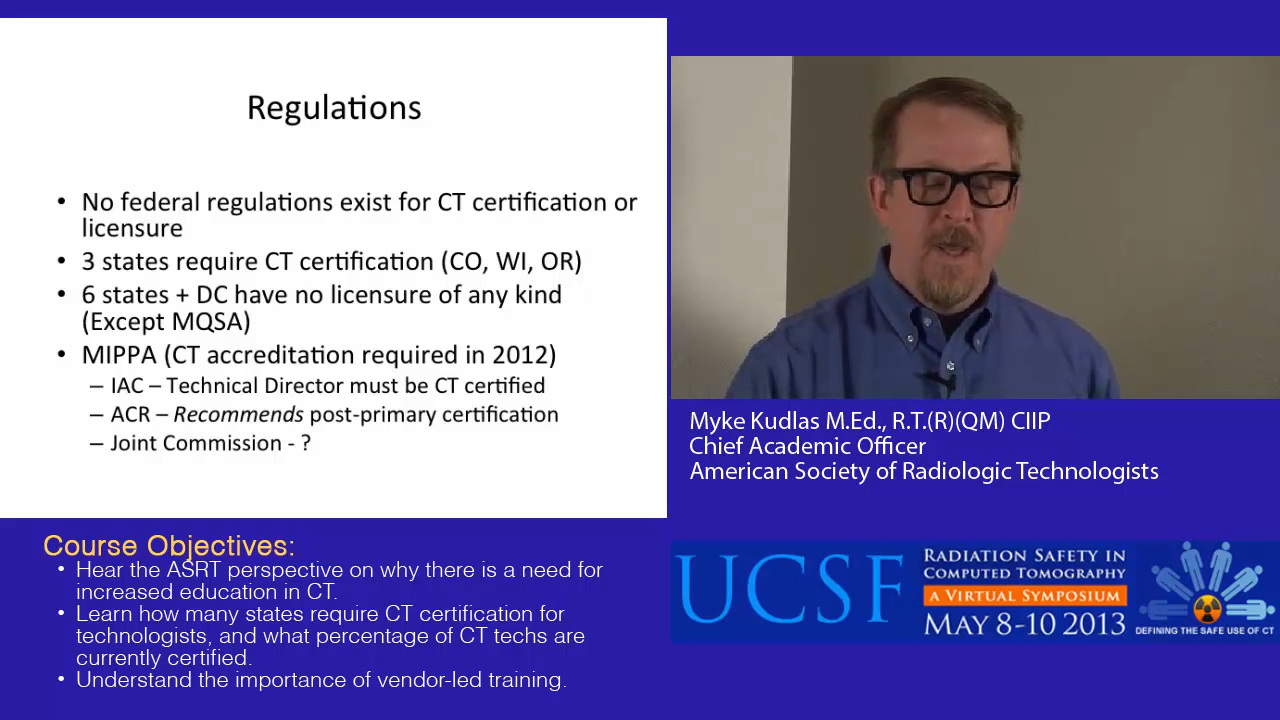 Regulations
• No federal regulations exist for CT certification or
licensure
• 3 states require CT certification (CO, WI, OR)
• 6 states + DC have no licensure of any kind
(Except MQSA)
• MIPPA (CT accreditation required in 2012)
– IAC – Technical Director must be CT certified
– ACR – Recommends post-primary certification
– Joint Commission - ?
Myke Kudlas M.Ed., R.T.(R)(QM) CIIP
Chief Academic Officer
American Society of Radiologic Technologists
Course Objectives:
• Hear the ASRT perspective on why there is a need for
increased education in CT.
• Learn how many states require CT certification for
technologists, and what percentage of CT techs are
currently certified.
• Understand the importance of vendor-led training.
UCSF
RADIATION SAFETY IN
COMPUTED TOMOGRAPHY
A VIRTUAL SYMPOSIUM
MAY 8-10 2013
DEFINING THE SAFE USE OF CT